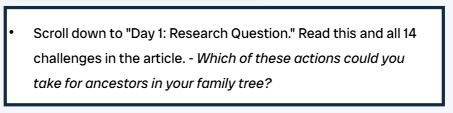 • Scroll down to "Day 1: Research Question." Read this and all 14
challenges in the article. - Which of these actions could you
take for ancestors in your family tree?